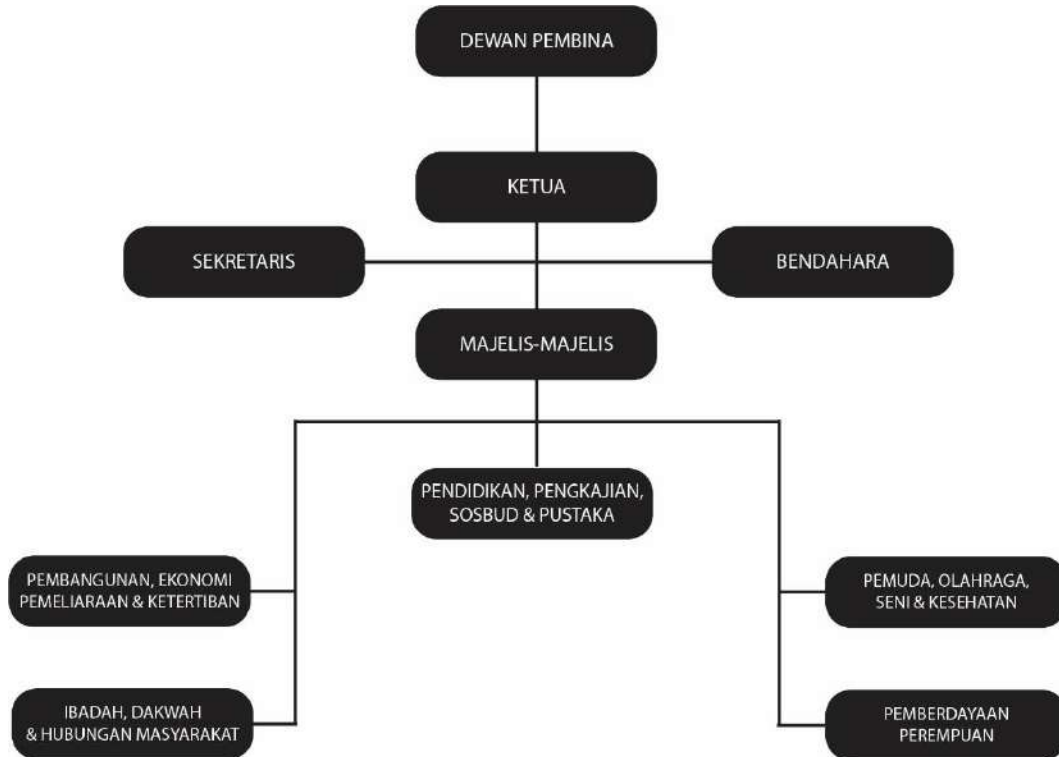 DEWAN PEMBINA
KETUA
SEKRETARIS
BENDAHARA
MAJELIS-MAJELIS
PENDIDIKAN, PENGKAJIAN,
SOSBUD & PUSTAKA
PEMBANGUNAN, EKONOMI
PEMELIARAAN & KETERTIBAN
PEMUDA, OLAHRAGA,
SENI & KESEHATAN
IBADAH, DAKWAH
& HUBUNGAN MASYARAKAT
PEMBERDAYAAN
PEREMPUAN